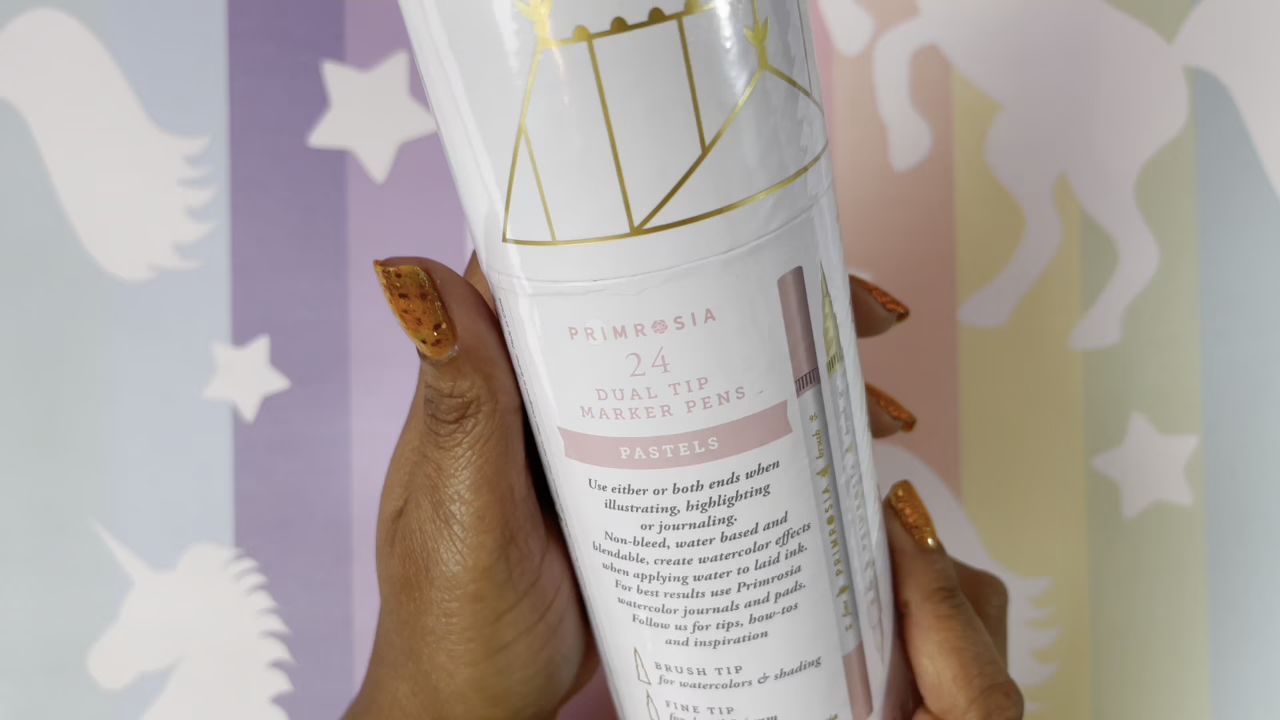 PRIMROSIA
24
DUAL TIP
MARKER PENS
PASTELS
Use either or both ends when
illustrating, highlighting
or journaling.
Non-bleed, water based and
blendable, create watercolor effects
when applying water to laid ink.
For best results use Primrosia
watercolor journals and pads.
Follow us for tips, how-tos
and inspiration
BRUSH TIP
for watercolors & shading
FINE TIP
PRIMROSIA
brush